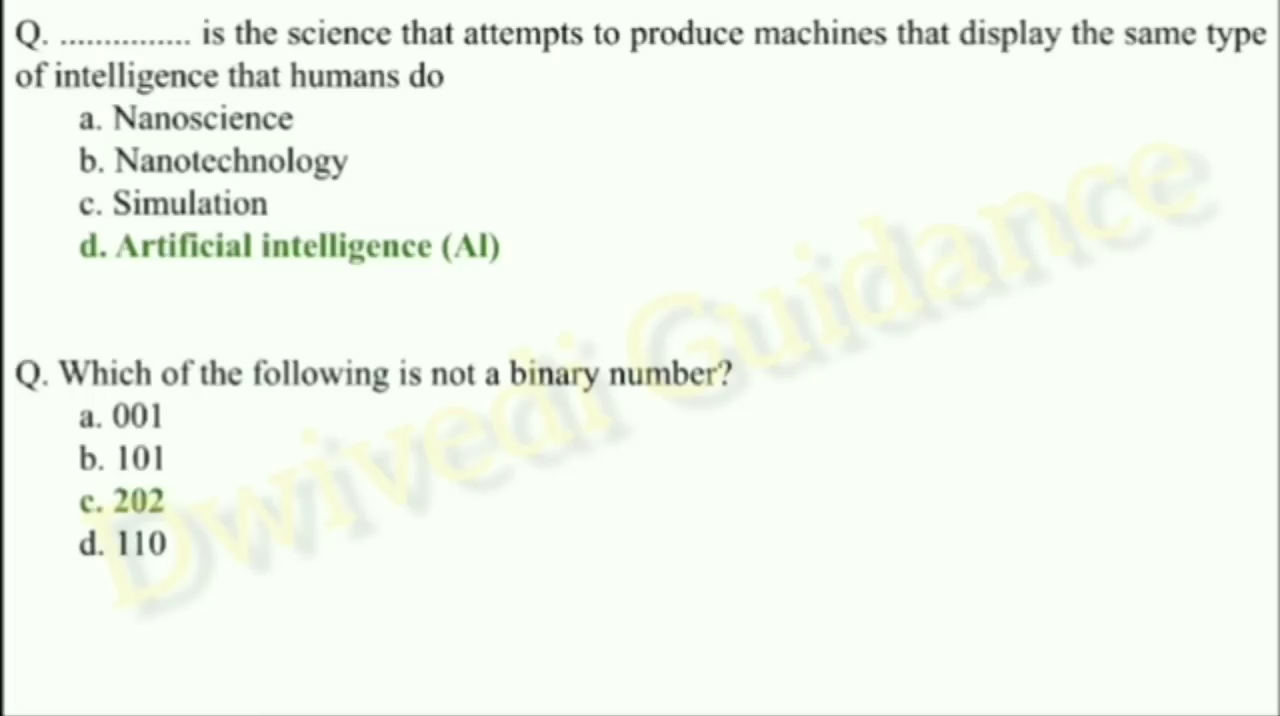 Q. ............... is the science that attempts to produce machines that display the same type
of intelligence that humans do
a. Nanoscience
b. Nanotechnology
c. Simulation
d. Artificial intelligence (AI)
Q. Which of the following is not a binary number?
a. 001
b. 101
c. 202
d. 110
Dwivedi Guidance